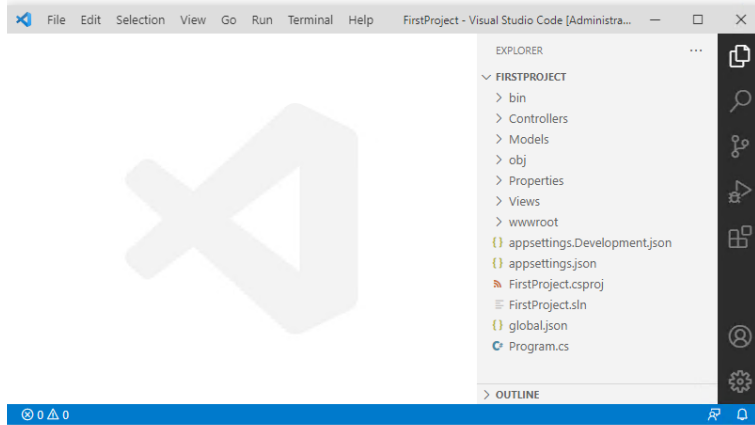 File Edit Selection View Go Run Terminal Help FirstProject - Visual Studio Code [Administra...
EXPLORER
FIRSTPROJECT
bin
Controllers
Models
obj
Properties
Views
wwwroot
{} appsettings.Development.json
{} appsettings.json
FirstProject.csproj
FirstProject.sln
{} global.json
C# Program.cs
OUTLINE
0 0